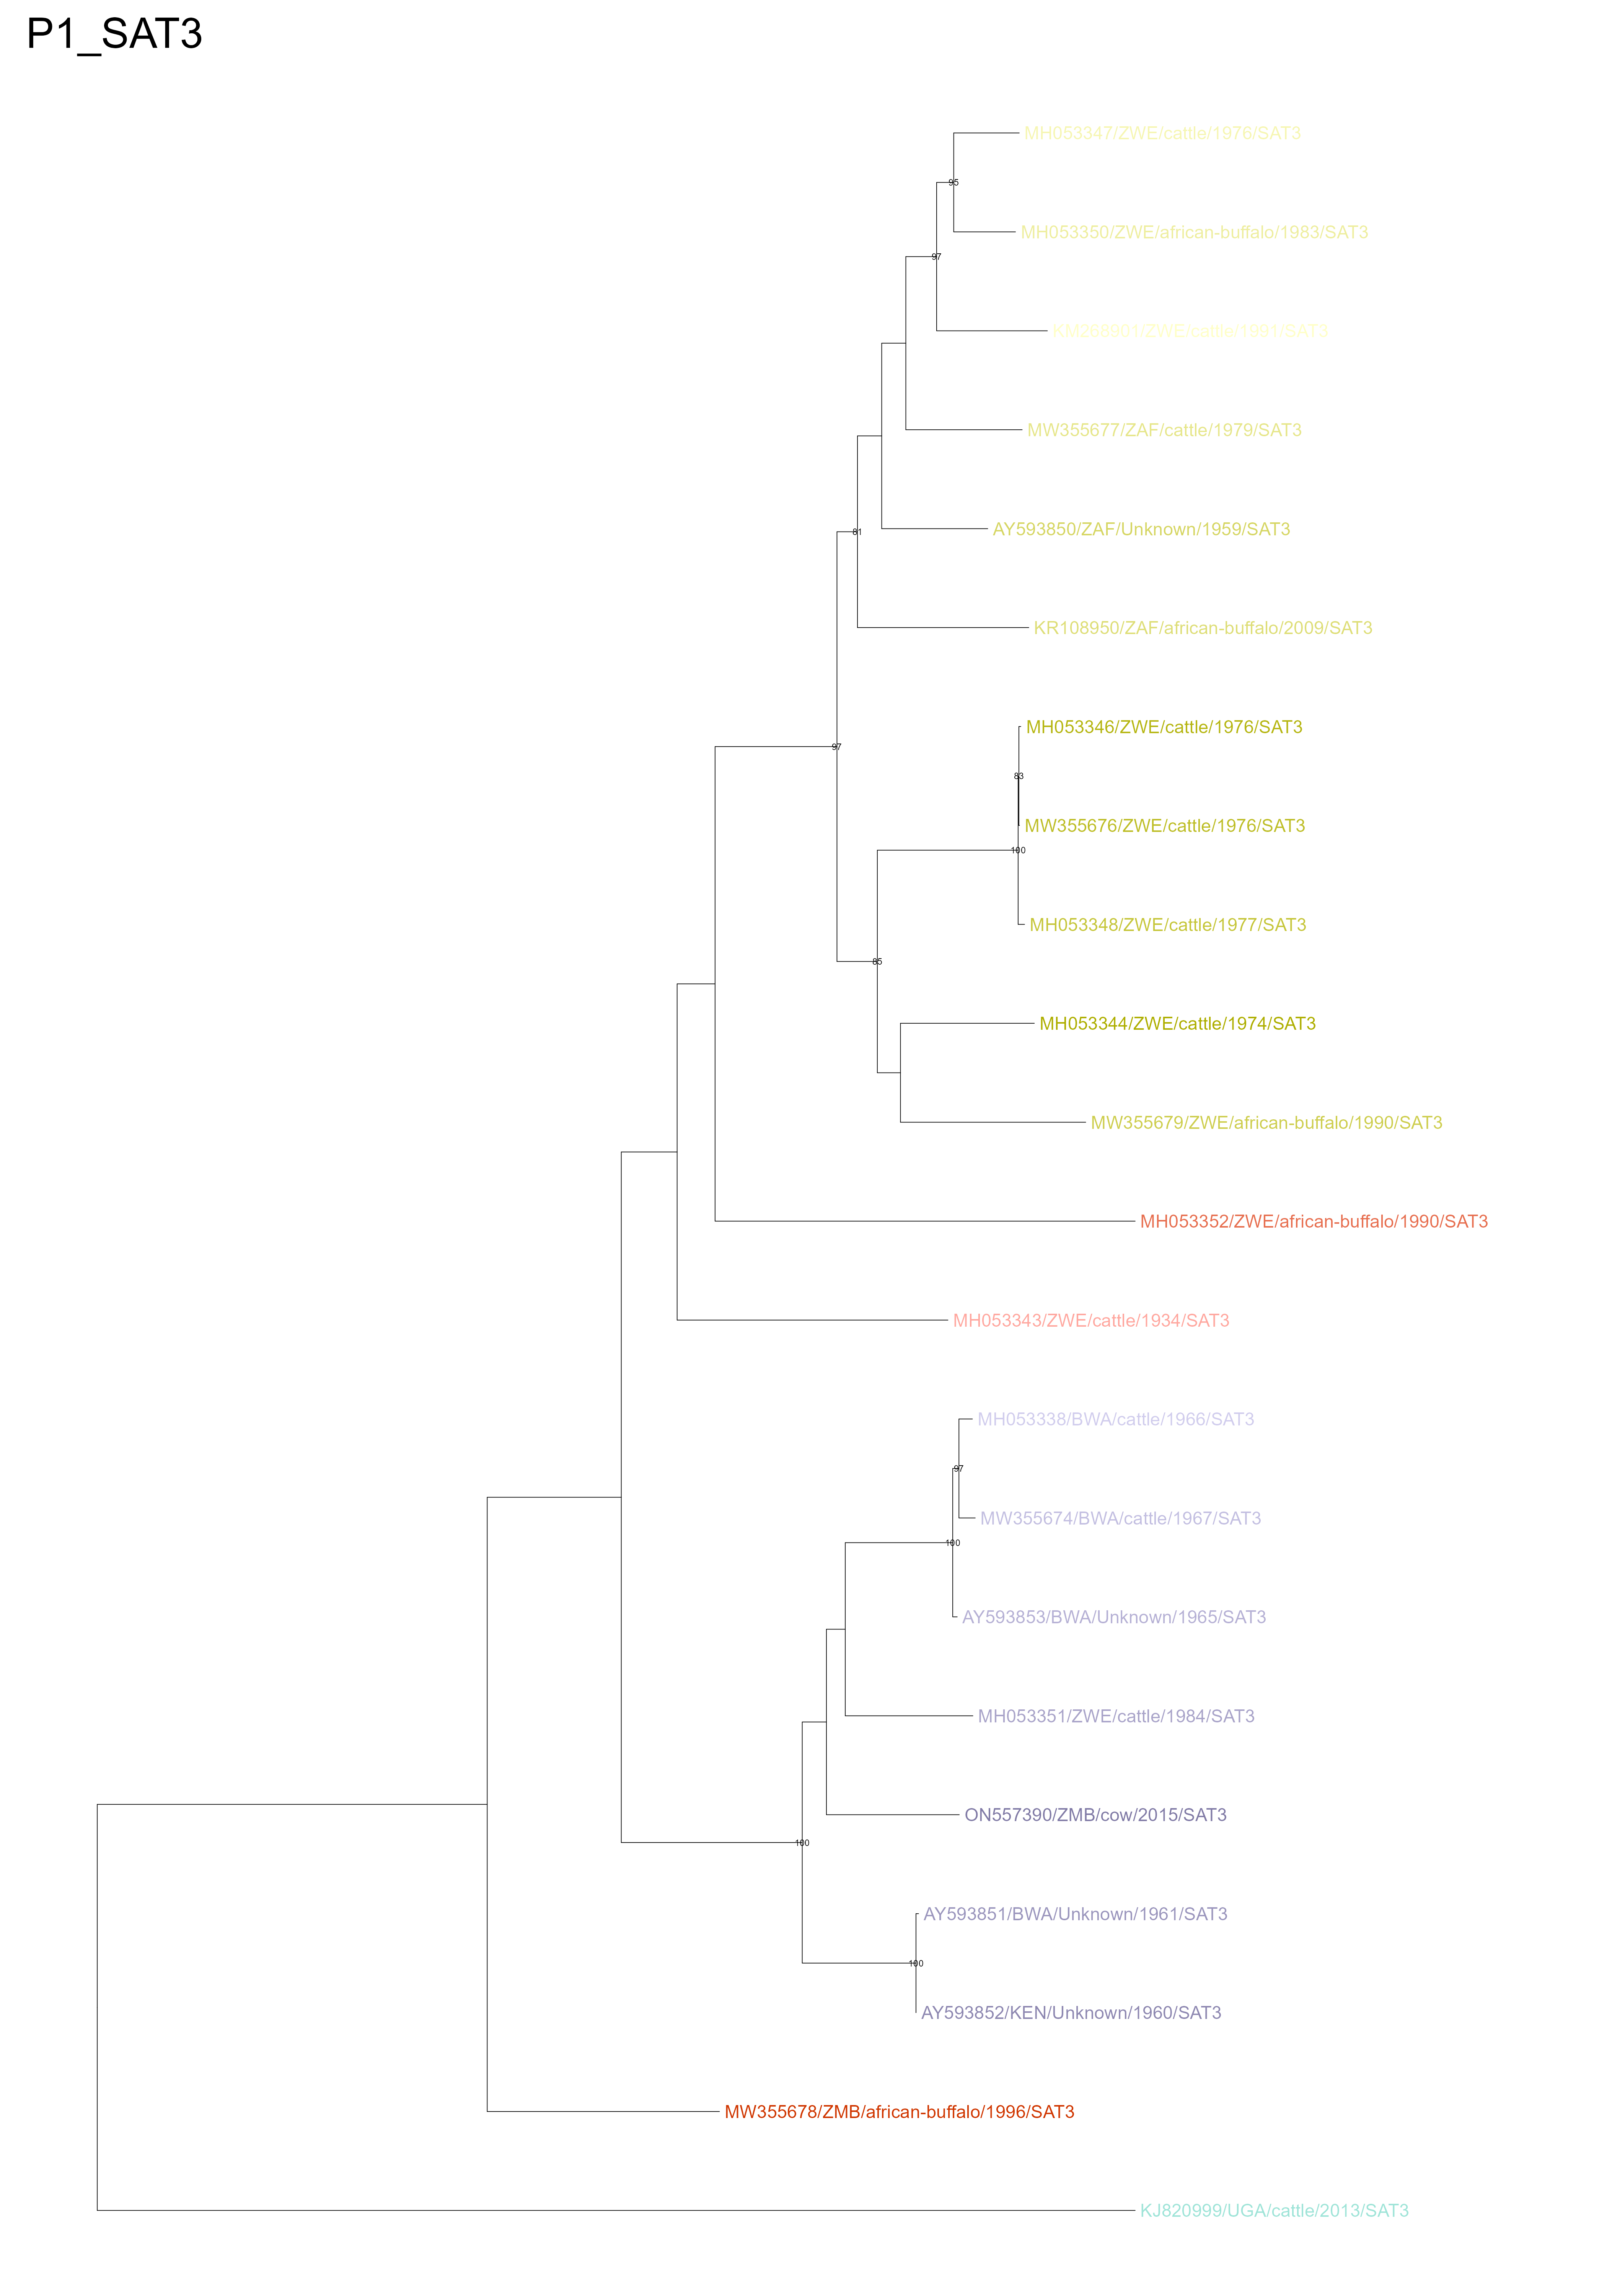 P1_SAT3
MH053347/ZWE/cattle/1976/SAT3
95
MH053350/ZWE/african-buffalo/1983/SAT3
97
KM268901/ZWE/cattle/1991/SAT3
MW355677/ZAF/cattle/1979/SAT3
AY593850/ZAF/Unknown/1959/SAT3
81
KR108950/ZAF/african-buffalo/2009/SAT3
MH053346/ZWE/cattle/1976/SAT3
97
83
MW355676/ZWE/cattle/1976/SAT3
100
MH053348/ZWE/cattle/1977/SAT3
85
MH053344/ZWE/cattle/1974/SAT3
MW355679/ZWE/african-buffalo/1990/SAT3
MH053352/ZWE/african-buffalo/1990/SAT3
MH053343/ZWE/cattle/1934/SAT3
MH053338/BWA/cattle/1966/SAT3
97
MW355674/BWA/cattle/1967/SAT3
100
AY593853/BWA/Unknown/1965/SAT3
MH053351/ZWE/cattle/1984/SAT3
ON557390/ZMB/cow/2015/SAT3
100
AY593851/BWA/Unknown/1961/SAT3
100
AY593852/KEN/Unknown/1960/SAT3
MW355678/ZMB/african-buffalo/1996/SAT3
KJ820999/UGA/cattle/2013/SAT3